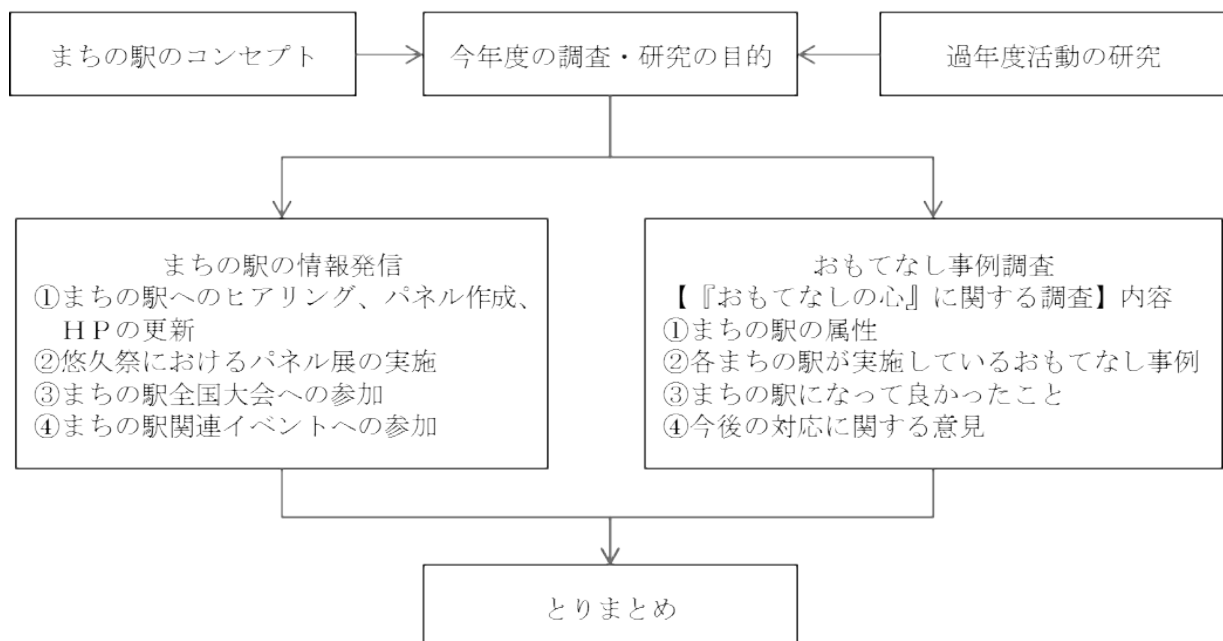 まちの駅のコンセプト
今年度の調査・研究の目的
過年度活動の研究
まちの駅の情報発信
①まちの駅へのヒアリング、パネル作成、
ＨＰの更新
②悠久祭におけるパネル展の実施
③まちの駅全国大会への参加
④まちの駅関連イベントへの参加
おもてなし事例調査
【『おもてなしの心』に関する調査】内容
①まちの駅の属性
②各まちの駅が実施しているおもてなし事例
③まちの駅になって良かったこと
④今後の対応に関する意見
とりまとめ